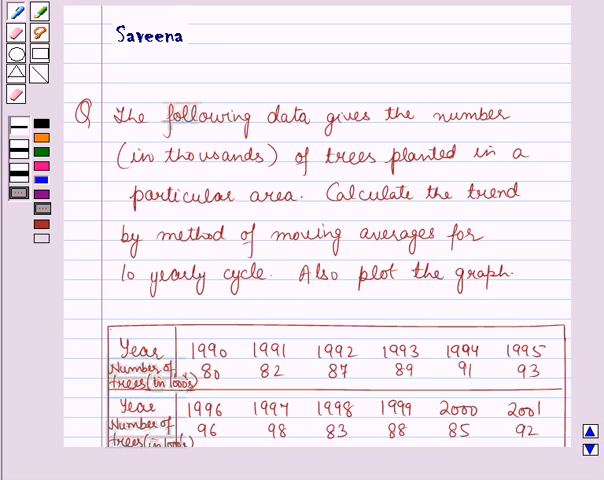 Saveena
Q The following data gives the number
(in thousands) of trees planted in a
particular area. Calculate the trend
by method of moving averages for
10 yearly cycle. Also plot the graph.
Year 1990 1991 1992 1993 1994 1995
Number of trees (in 1000's) 80 82 87 89 91 93
Year 1996 1997 1998 1999 2000 2001
Number of trees (in 1000's) 96 98 83 88 85 92